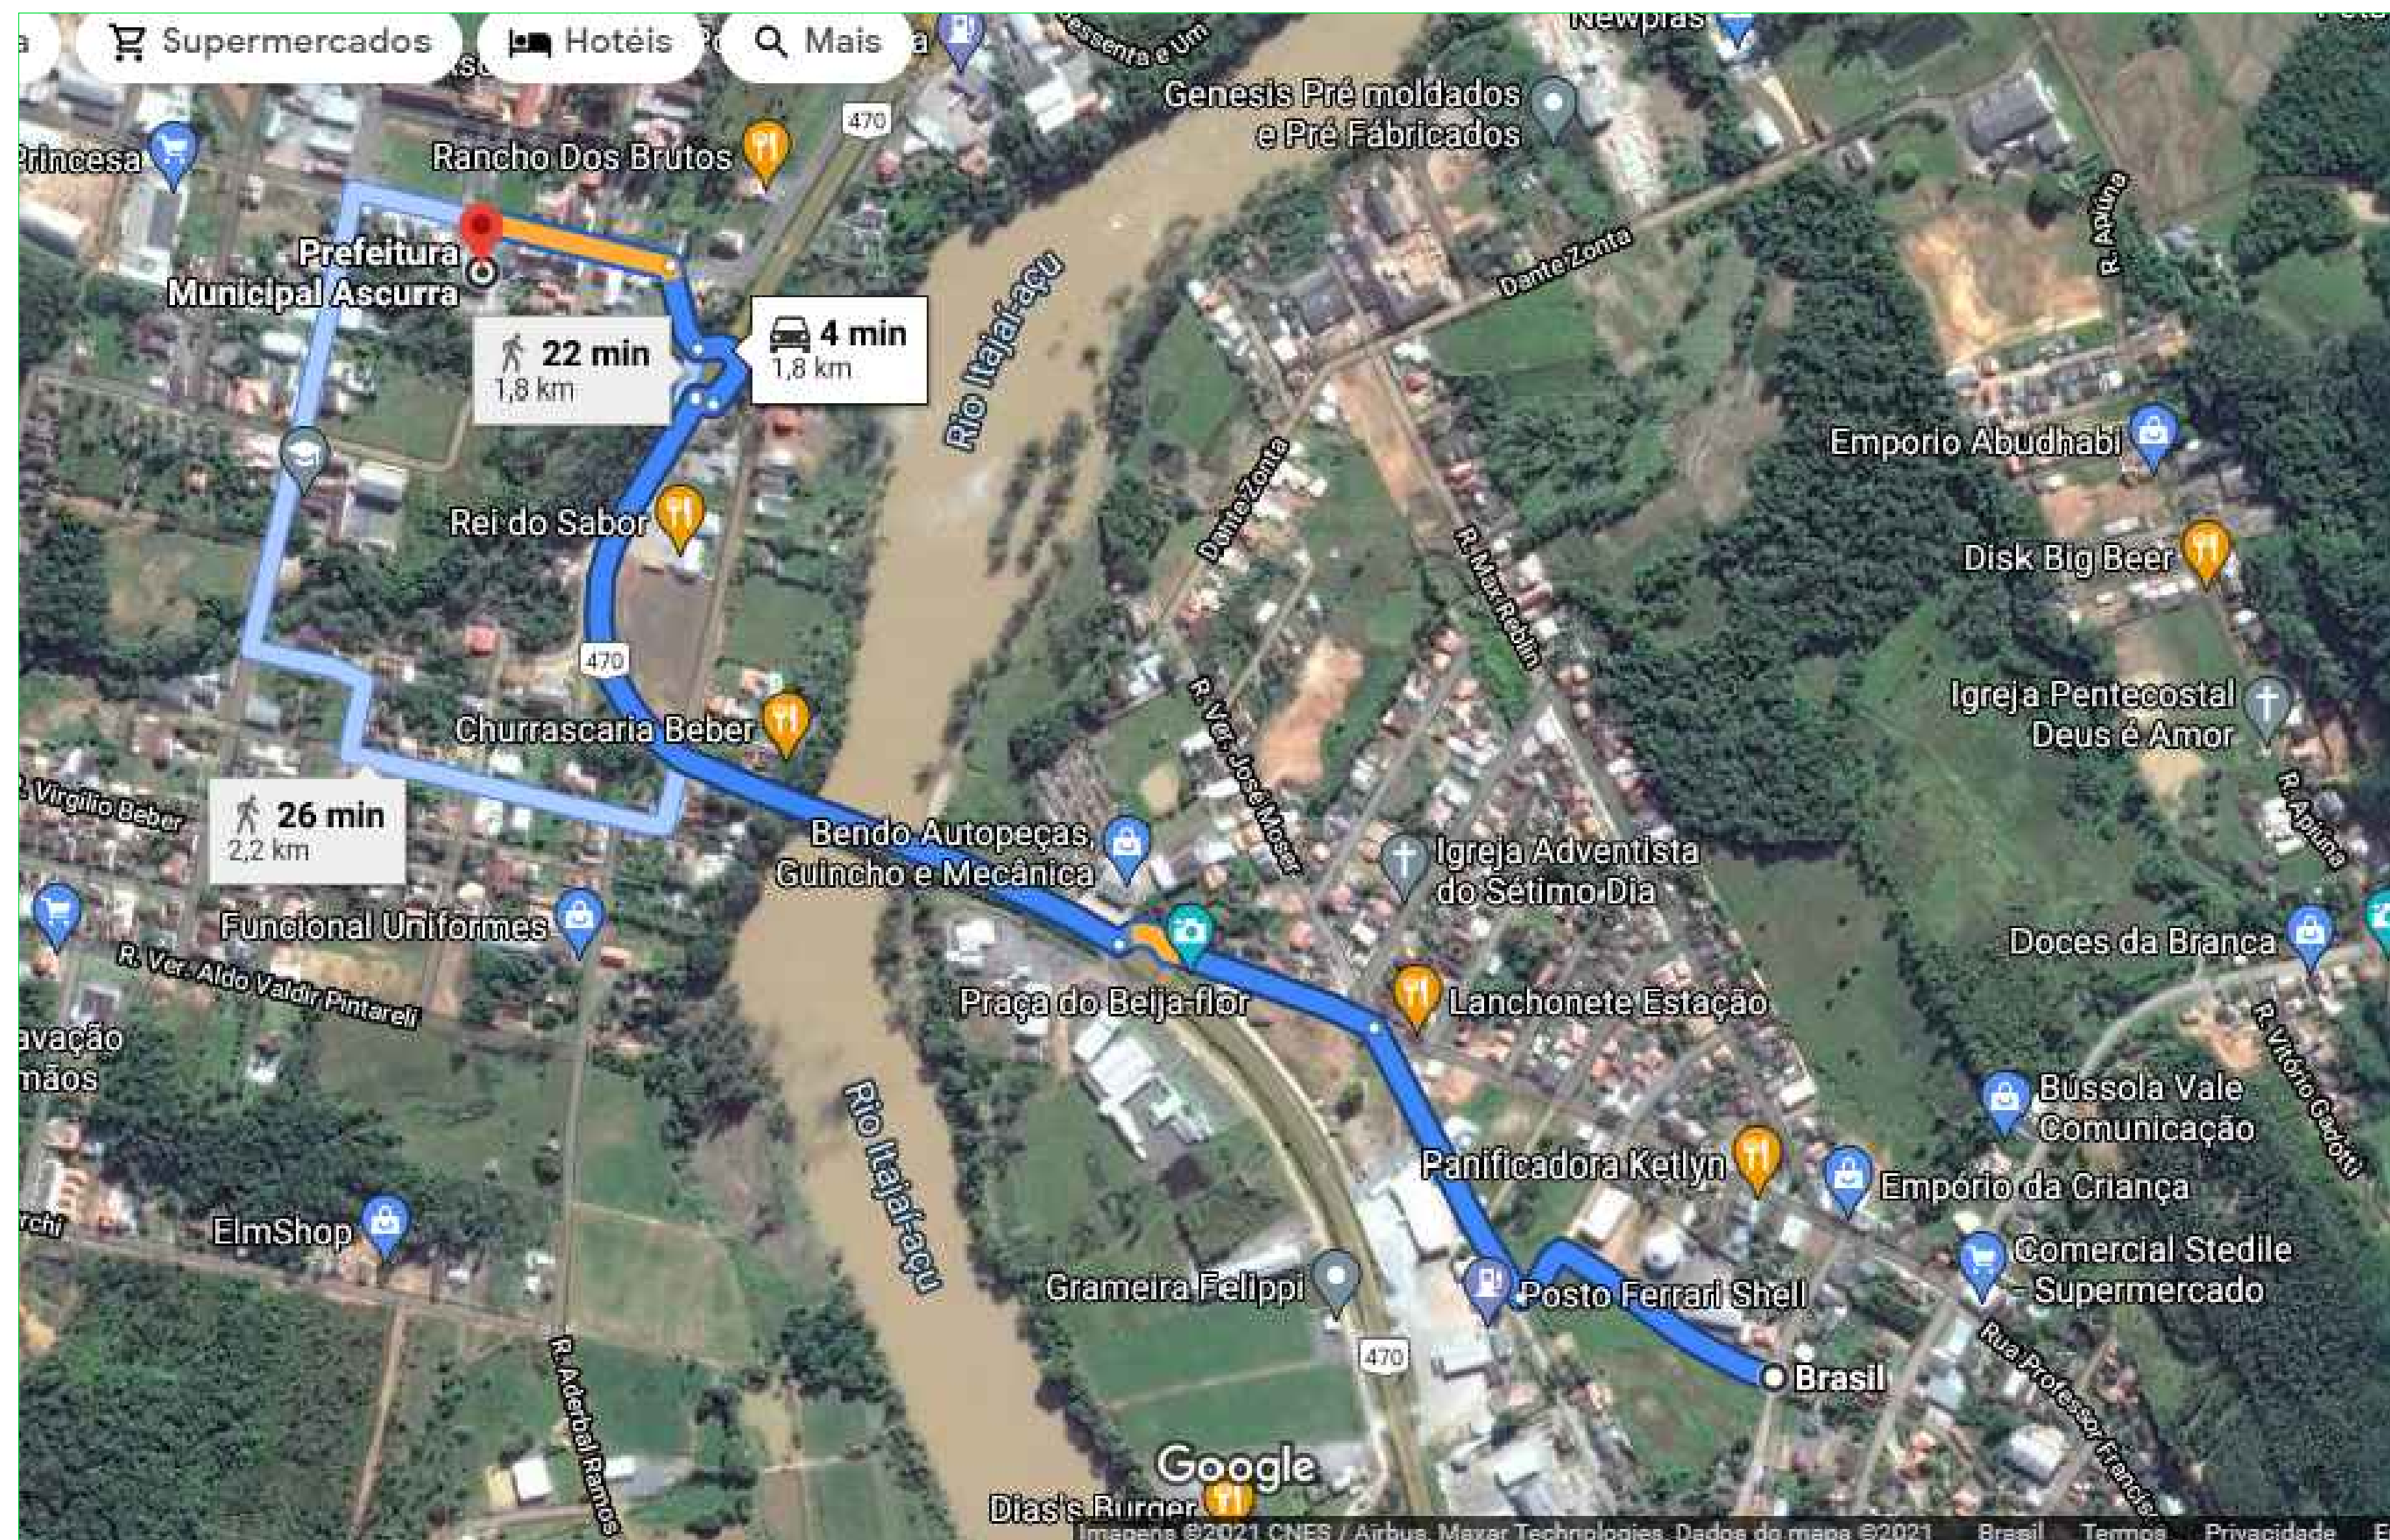 Supermercados
Hotéis
Mais
470
Genesis Pré moldados
e Pré Fábricados
Rancho Dos Brutos
Prefeitura
Municipal Ascurra
22 min
1,8 km
4 min
1,8 km
Rio Itajaí-açu
Dante Zonta
R. Apiúna
Emporio Abudhabi
Dante Zonta
Rei do Sabor
R. Max Reblin
Disk Big Beer
470
Igreja Pentecostal
Deus é Amor
Churrascaria Beber
R. Ver. José Moser
R. Apiúna
Virgílio Beber
26 min
2,2 km
Bendo Autopeças,
Guincho e Mecânica
Igreja Adventista
do Sétimo Dia
Funcional Uniformes
Doces da Branca
R. Ver. Aldo Valdir Pintareli
Praça do Beija-flor
Lanchonete Estação
R. Vitório Gadotti
Bússola Vale
Comunicação
Rio Itajaí-açu
Panificadora Ketlyn
Empório da Criança
ElmShop
Comercial Stedile
- Supermercado
Grameira Felippi
Posto Ferrari Shell
470
Brasil
R. Aderbal Ramos
Rua Professor Francis
Google
Dias's Burger
Imagens ©2021 CNES / Airbus, Maxar Technologies, Dados do mapa ©2021 Brasil Termos Privacidade